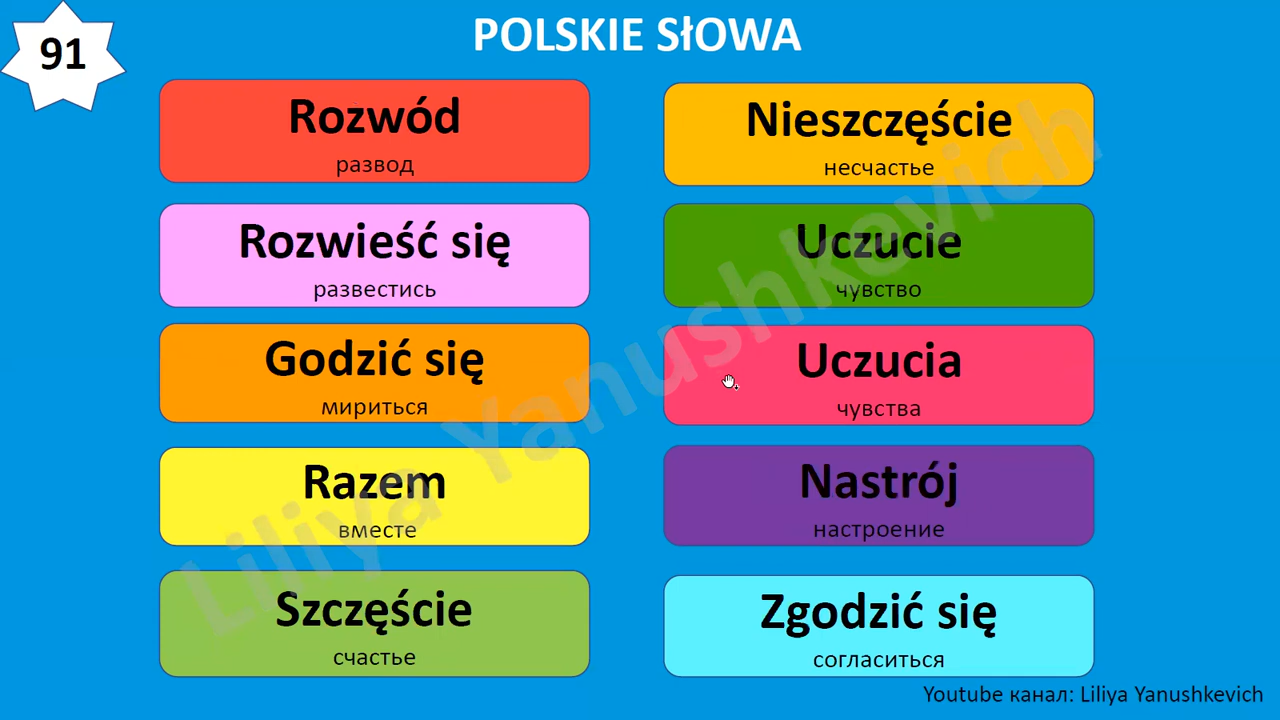 91
POLSKIE SłOWA
Rozwód
развод
Rozwieść się
развестись
Godzić się
мириться
Razem
вместе
Szczęście
счастье
Nieszczęście
несчастье
Uczucie
чувство
Uczucia
чувства
Nastrój
настроение
Zgodzić się
согласиться
Liliya Yanushkevich
Youtube канал: Liliya Yanushkevich